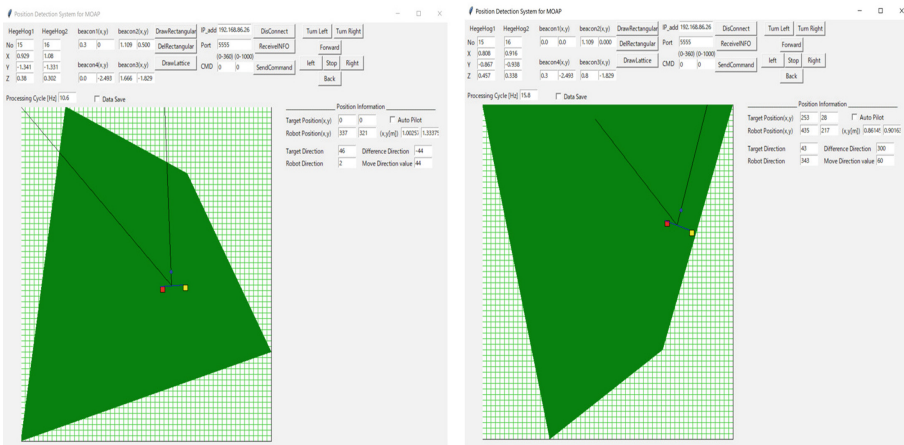 Position Detection System for MOAP
HegeHog1 HegeHog2 beacon1(x,y) beacon2(x,y) DrawRectangular IP_add 192.168.86.26 DisConnect Turn Left Turn Right
No 15 16 0.3 0 1.109 0.500 DelRectangular Port 5555 ReceiveINFO Forward
X 0.929 1.08 (0-360) (0-1000)
Y -1.341 -1.331 beacon4(x,y) beacon3(x,y) DrawLattice CMD 0 0 SendCommand left Stop Right
Z 0.38 0.302 0.0 -2.493 1.666 -1.829 Back
Processing Cycle [Hz] 10.6 Data Save
Position Information
Target Position(x,y) 0 0 Auto Pilot
Robot Position(x,y) 337 321 (x,y[m]) 1.0025 1.3337
Target Direction 46 Difference Direction -44
Robot Direction 2 Move Direction value 44
Position Detection System for MOAP
HegeHog1 HegeHog2 beacon1(x,y) beacon2(x,y) DrawRectangular IP_add 192.168.86.26 DisConnect Turn Left Turn Right
No 15 16 0.0 0.0 1.109 0.000 DelRectangular Port 5555 ReceiveINFO Forward
X 0.808 0.916 (0-360) (0-1000)
Y -0.867 -0.938 beacon4(x,y) beacon3(x,y) DrawLattice CMD 0 0 SendCommand left Stop Right
Z 0.457 0.338 0.3 -2.493 0.8 -1.829 Back
Processing Cycle [Hz] 15.8 Data Save
Position Information
Target Position(x,y) 253 28 Auto Pilot
Robot Position(x,y) 435 217 (x,y[m]) 0.8614 0.9016
Target Direction 43 Difference Direction 300
Robot Direction 343 Move Direction value 60